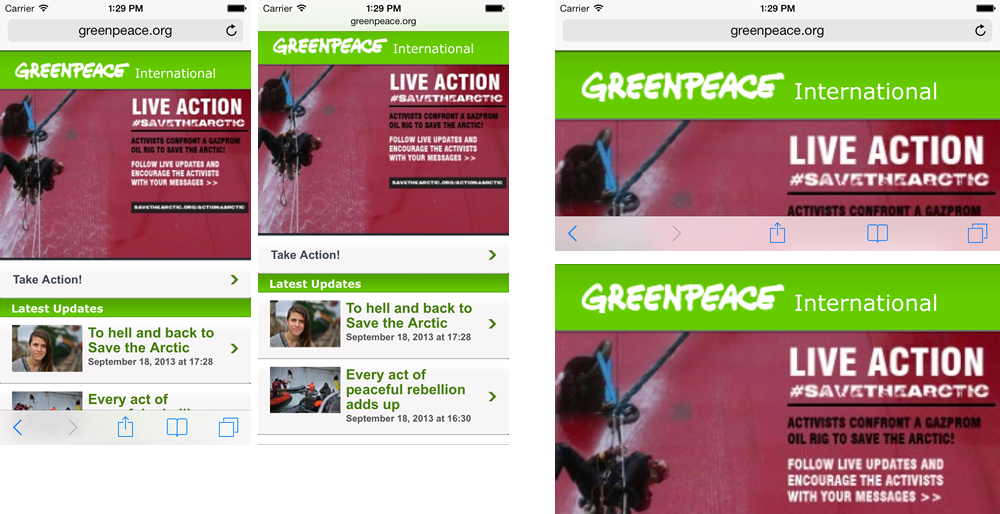 Carrier 1:29 PM
greenpeace.org
GREENPEACE International
LIVE ACTION
#SAVETHEARCTIC
ACTIVISTS CONFRONT A GAZPROM
OIL RIG TO SAVE THE ARCTIC!
FOLLOW LIVE UPDATES AND
ENCOURAGE THE ACTIVISTS
WITH YOUR MESSAGES >>
SAVETHEARCTIC.ORG/ACTION4ARCTIC
Take Action!
Latest Updates
To hell and back to
Save the Arctic
September 18, 2013 at 17:28
Every act of
Carrier 1:29 PM
greenpeace.org
GREENPEACE International
LIVE ACTION
#SAVETHEARCTIC
ACTIVISTS CONFRONT A GAZPROM
OIL RIG TO SAVE THE ARCTIC!
FOLLOW LIVE UPDATES AND
ENCOURAGE THE ACTIVISTS
WITH YOUR MESSAGES >>
SAVETHEARCTIC.ORG/ACTION4ARCTIC
Take Action!
Latest Updates
To hell and back to
Save the Arctic
September 18, 2013 at 17:28
Every act of
peaceful rebellion
adds up
September 18, 2013 at 16:30
Carrier 1:29 PM
greenpeace.org
GREENPEACE International
LIVE ACTION
#SAVETHEARCTIC
ACTIVISTS CONFRONT A GAZPROM
GREENPEACE International
LIVE ACTION
#SAVETHEARCTIC
ACTIVISTS CONFRONT A GAZPROM
OIL RIG TO SAVE THE ARCTIC!
FOLLOW LIVE UPDATES AND
ENCOURAGE THE ACTIVISTS
WITH YOUR MESSAGES >>